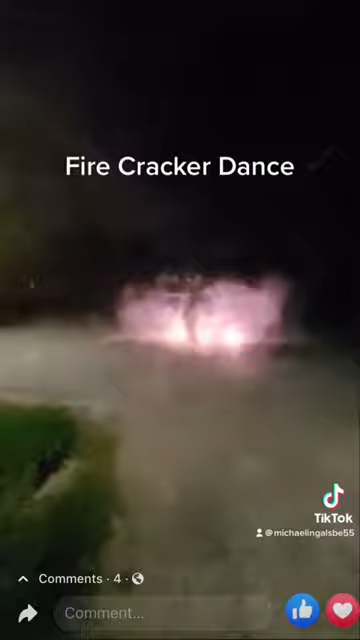 Fire Cracker Dance
TikTok
@michaelingalsbe55
Comments · 4 ·
Comment...